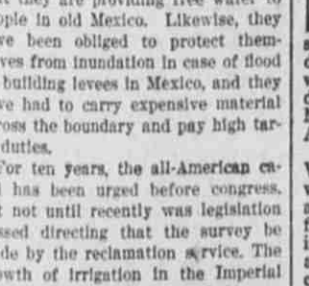 they are providing free water to
ople in old Mexico. Likewise, they
ve been obliged to protect them-
ves from inundation in case of flood
building levees in Mexico, and they
ve had to carry expensive material
ross the boundary and pay high tar-
duties.
For ten years, the all-American ca-
l has been urged before congress,
t not until recently was legislation
ssed directing that the survey be
de by the reclamation service. The
owth of irrigation in the Imperial